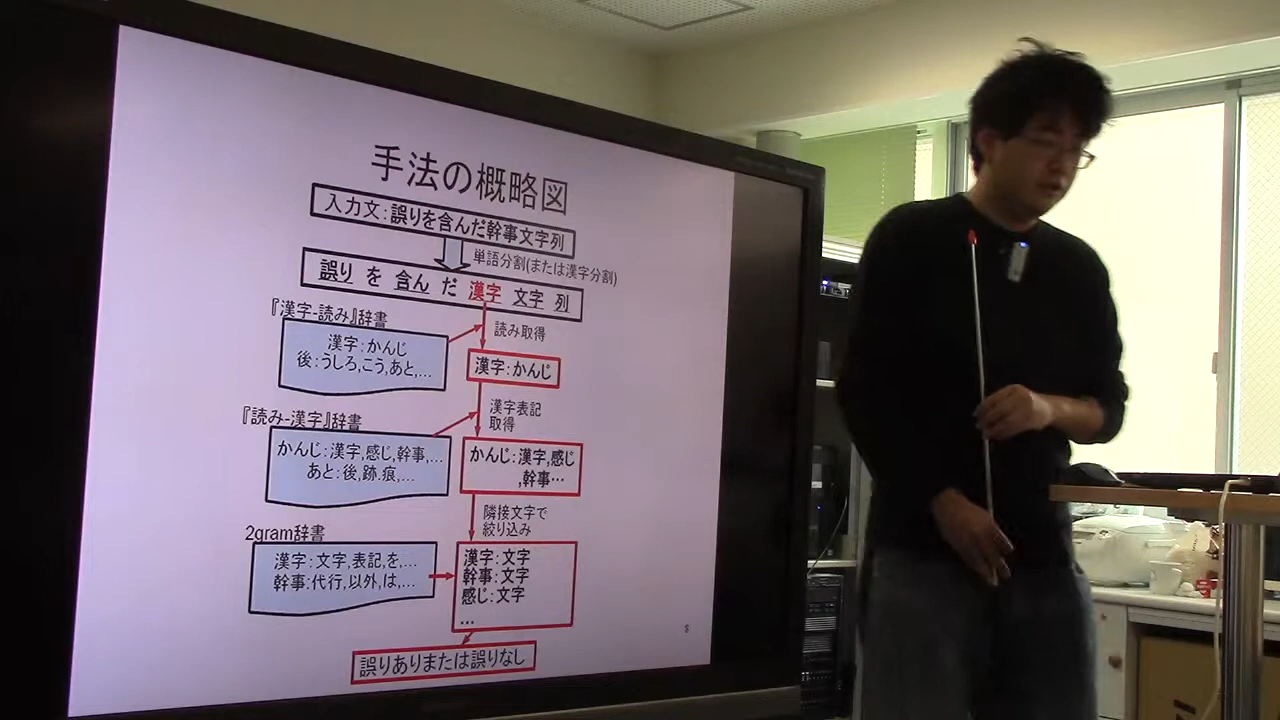 手法の概略図
入力文:誤りを含んだ幹事文字列
単語分割(または漢字分割)
誤り を 含ん だ 漢字 文字 列
『漢字-読み』辞書
漢字:かんじ
後:うしろ,こう,あと,…
読み取得
漢字:かんじ
『読み-漢字』辞書
かんじ:漢字,感じ,幹事,…
あと:後,跡.痕,…
漢字表記
取得
かんじ:漢字,感じ
,幹事…
隣接文字で
絞り込み
2gram辞書
漢字:文字,表記,を,…
幹事:代行,以外,は,…
漢字:文字
幹事:文字
感じ:文字
…
誤りありまたは誤りなし